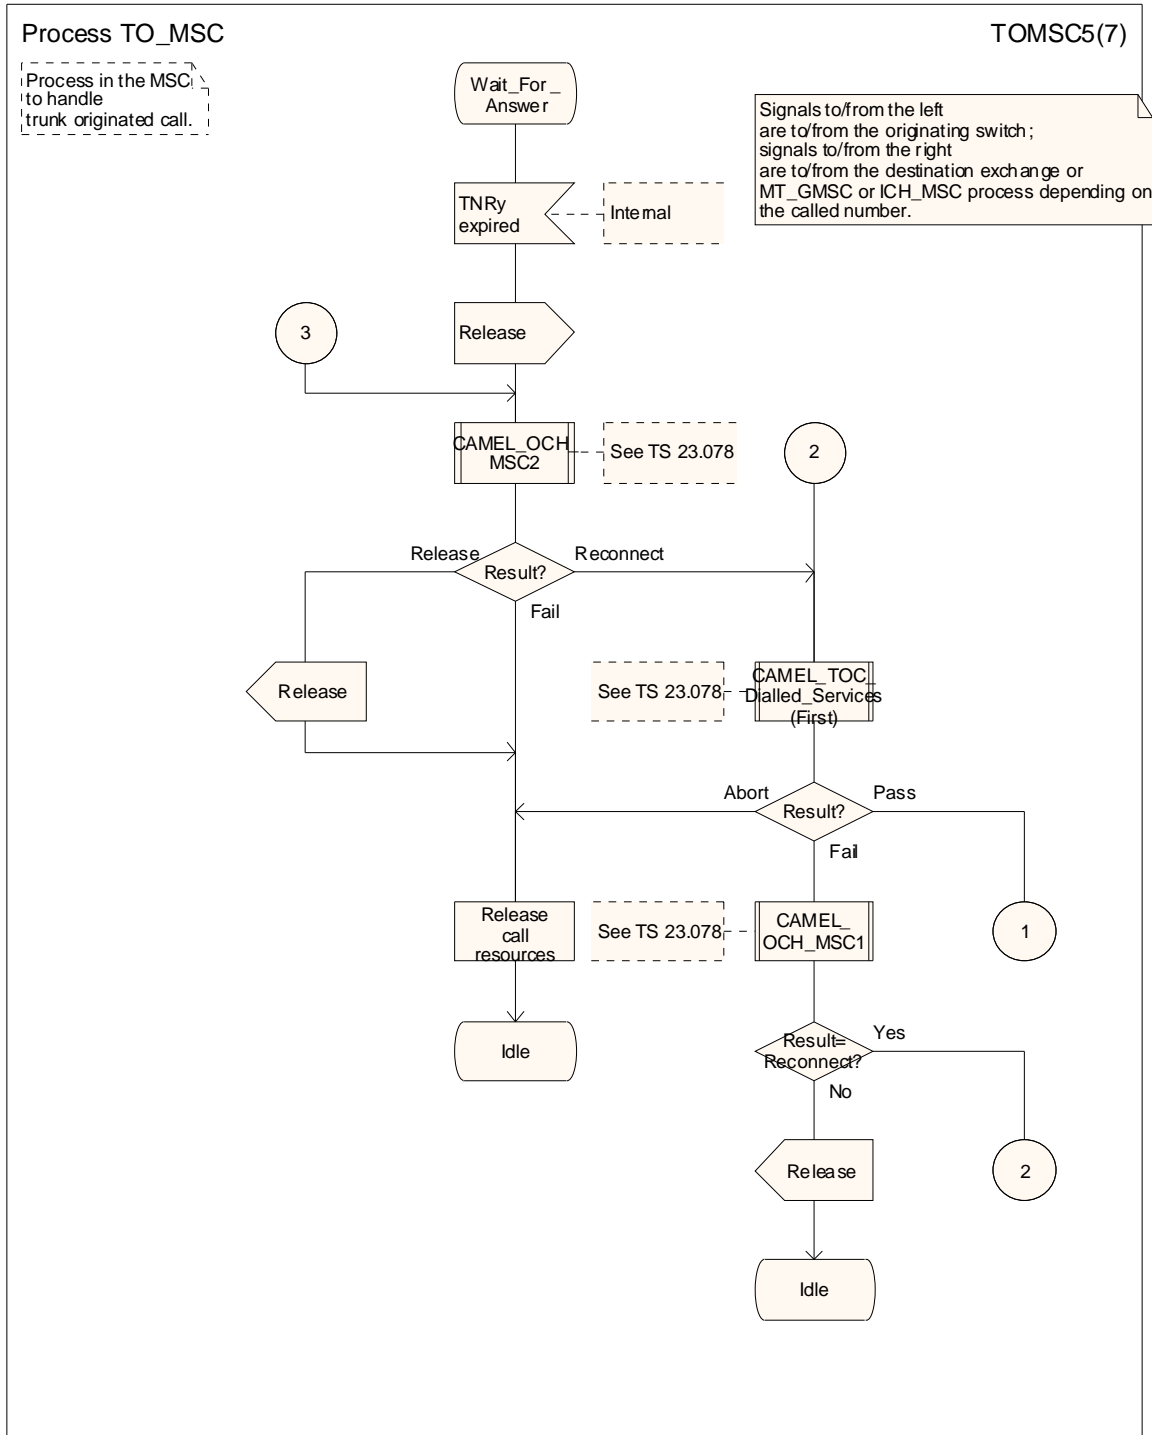 Process TO_MSC
TOMSC5(7)
Process in the MSC
to handle
trunk originated call.
Wait_For_
Answer
Signals to/from the left
are to/from the originating switch;
signals to/from the right
are to/from the destination exchange or
MT_GMSC or ICH_MSC process depending on
the called number.
TNRy
expired
Internal
3
Release
CAMEL_OCH_
MSC2
See TS 23.078
2
Release
Result?
Reconnect
Fail
Release
See TS 23.078
CAMEL_TOC_
Dialled_Services
(First)
Abort
Result?
Pass
Fail
Release
call
resources
See TS 23.078
CAMEL_
OCH_MSC1
1
Idle
Result=
Reconnect?
Yes
No
Release
2
Idle